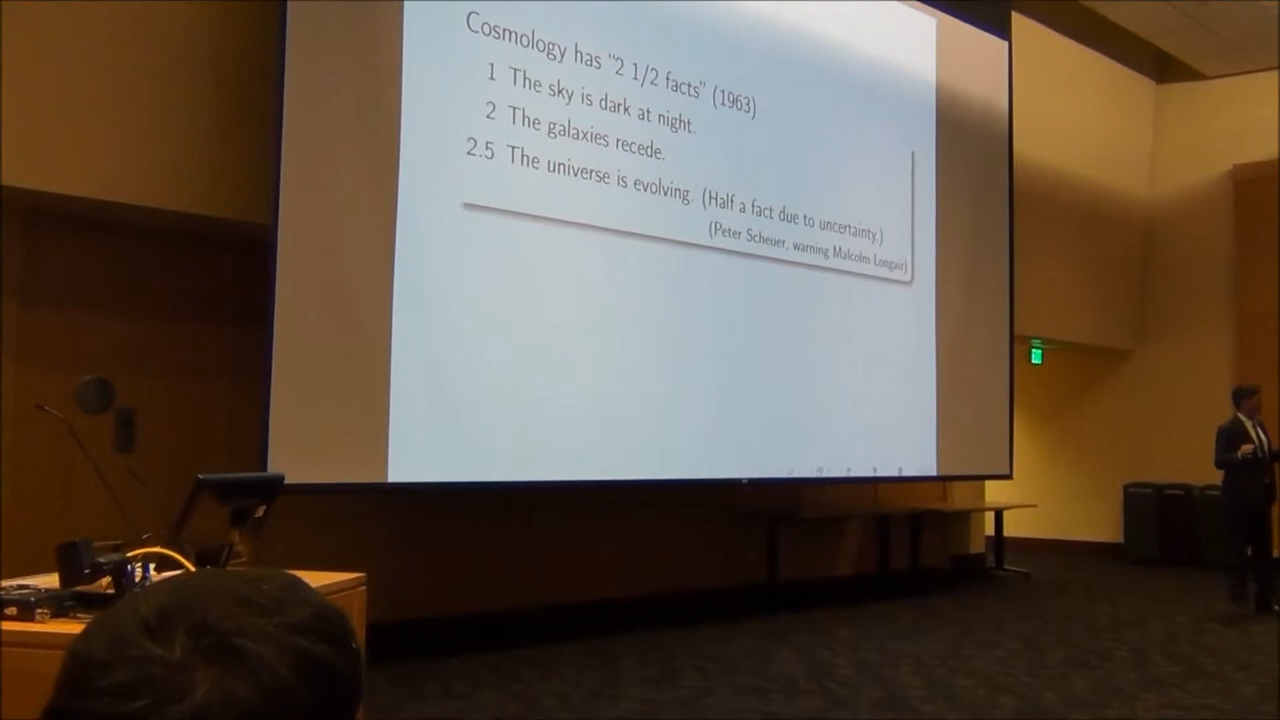 Cosmology has "2 1/2 facts" (1963)
1 The sky is dark at night.
2 The galaxies recede.
2.5 The universe is evolving. (Half a fact due to uncertainty.)
(Peter Scheuer, warning Malcolm Longair)